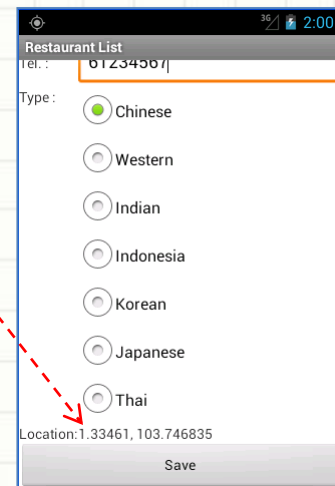 36 2:00
Restaurant List
Tel. : 61234567
Type :
Chinese
Western
Indian
Indonesia
Korean
Japanese
Thai
Location:1.33461, 103.746835
Save